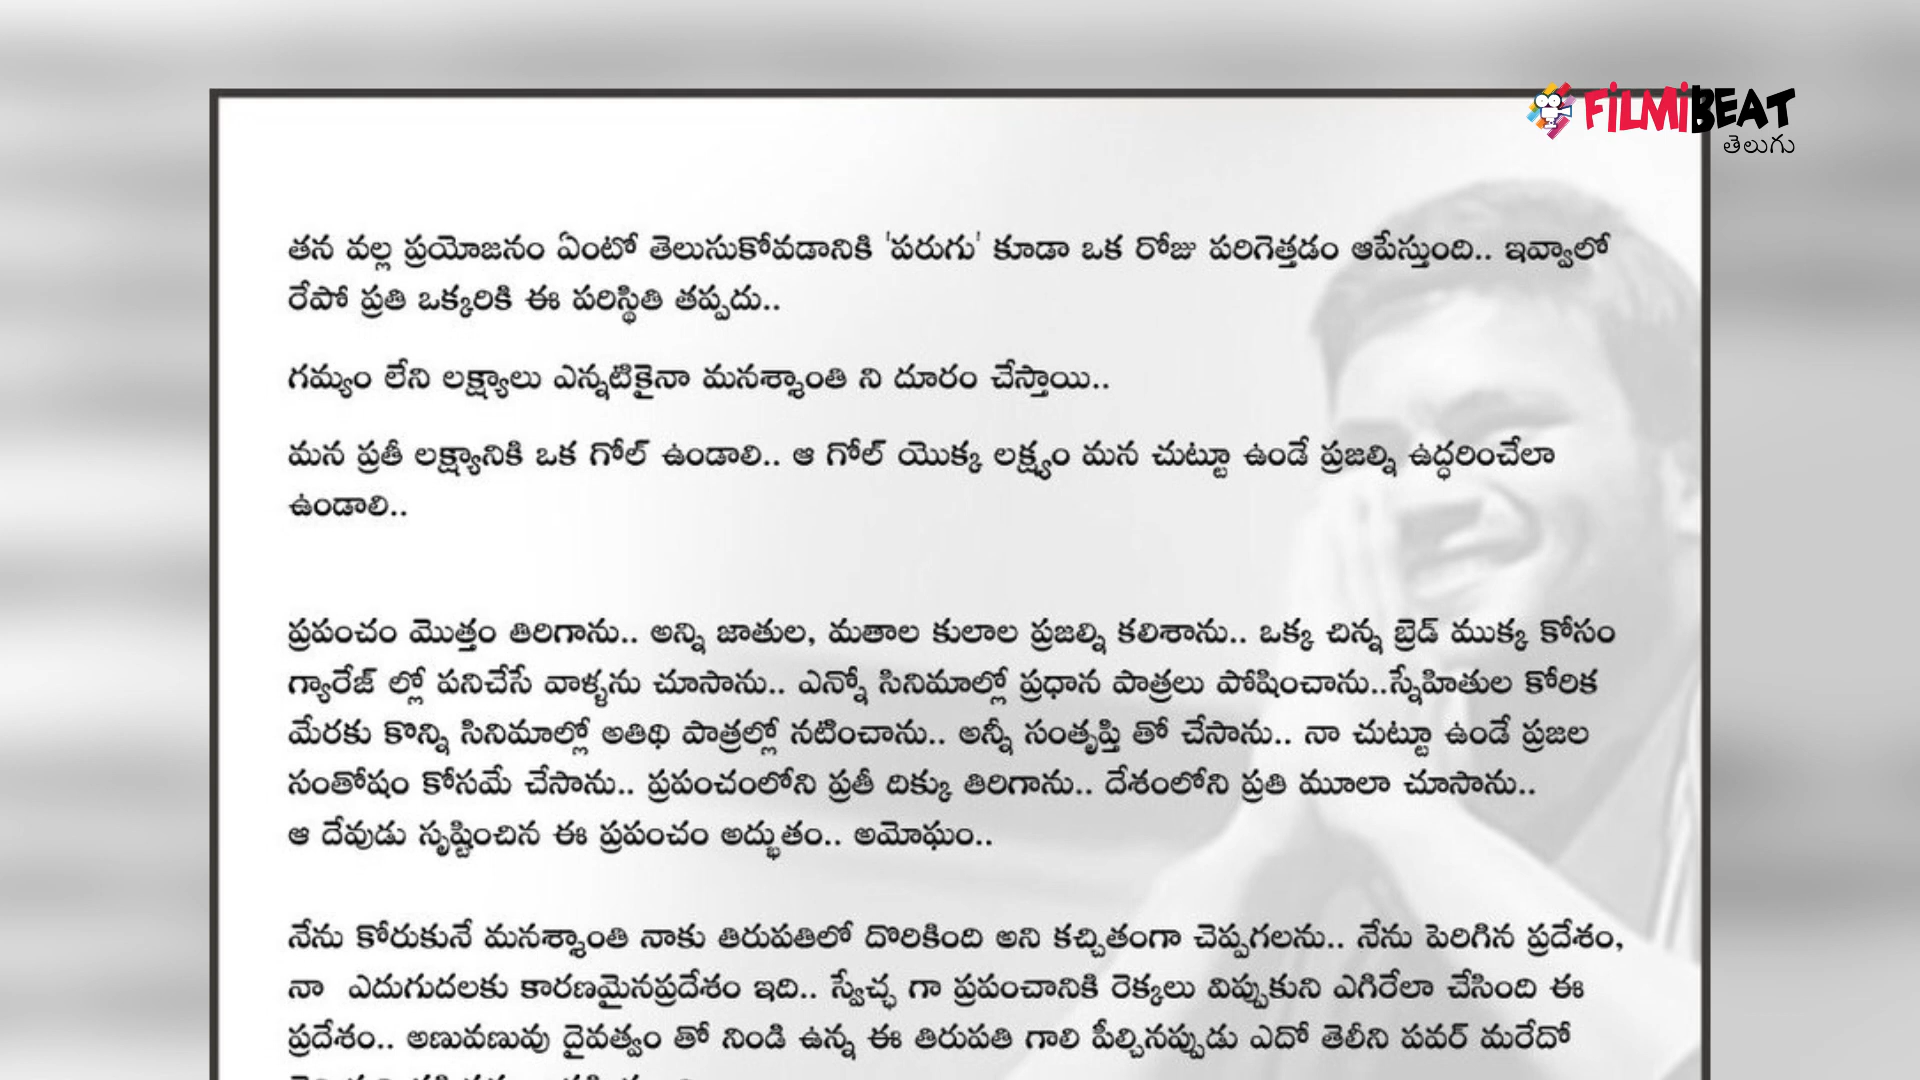 FILMIBEAT
తెలుగు
తన వల్ల ప్రయోజనం ఏంటో తెలుసుకోవడానికి 'పరుగు' కూడా ఒక రోజు పరిగెత్తడం ఆపేస్తుంది.. ఇవ్వాలో
రేపో ప్రతి ఒక్కరికి ఈ పరిస్థితి తప్పదు..
గమ్యం లేని లక్ష్యాలు ఎన్నటికైనా మనశ్శాంతి ని దూరం చేస్తాయి..
మన ప్రతీ లక్ష్యానికి ఒక గోల్ ఉండాలి.. ఆ గోల్ యొక్క లక్ష్యం మన చుట్టూ ఉండే ప్రజల్ని ఉద్ధరించేలా
ఉండాలి..
ప్రపంచం మొత్తం తిరిగాను.. అన్ని జాతుల, మతాల కులాల ప్రజల్ని కలిశాను.. ఒక్క చిన్న బ్రెడ్ ముక్క కోసం
గ్యారేజ్ ల్లో పనిచేసే వాళ్ళను చూసాను.. ఎన్నో సినిమాల్లో ప్రధాన పాత్రలు పోషించాను..స్నేహితుల కోరిక
మేరకు కొన్ని సినిమాల్లో అతిథి పాత్రల్లో నటించాను.. అన్నీ సంతృప్తి తో చేసాను.. నా చుట్టూ ఉండే ప్రజల
సంతోషం కోసమే చేసాను.. ప్రపంచంలోని ప్రతీ దిక్కు తిరిగాను.. దేశంలోని ప్రతి మూలా చూసాను..
ఆ దేవుడు సృష్టించిన ఈ ప్రపంచం అద్భుతం.. అమోఘం..
నేను కోరుకునే మనశ్శాంతి నాకు తిరుపతిలో దొరికింది అని కచ్చితంగా చెప్పగలను.. నేను పెరిగిన ప్రదేశం,
నా ఎదుగుదలకు కారణమైనప్రదేశం ఇది.. స్వేచ్ఛ గా ప్రపంచానికి రెక్కలు విప్పుకుని ఎగిరేలా చేసింది ఈ
ప్రదేశం.. అణువణువు దైవత్వం తో నిండి ఉన్న ఈ తిరుపతి గాలి పీల్చినప్పుడు ఎదో తెలీని పవర్ మరేదో